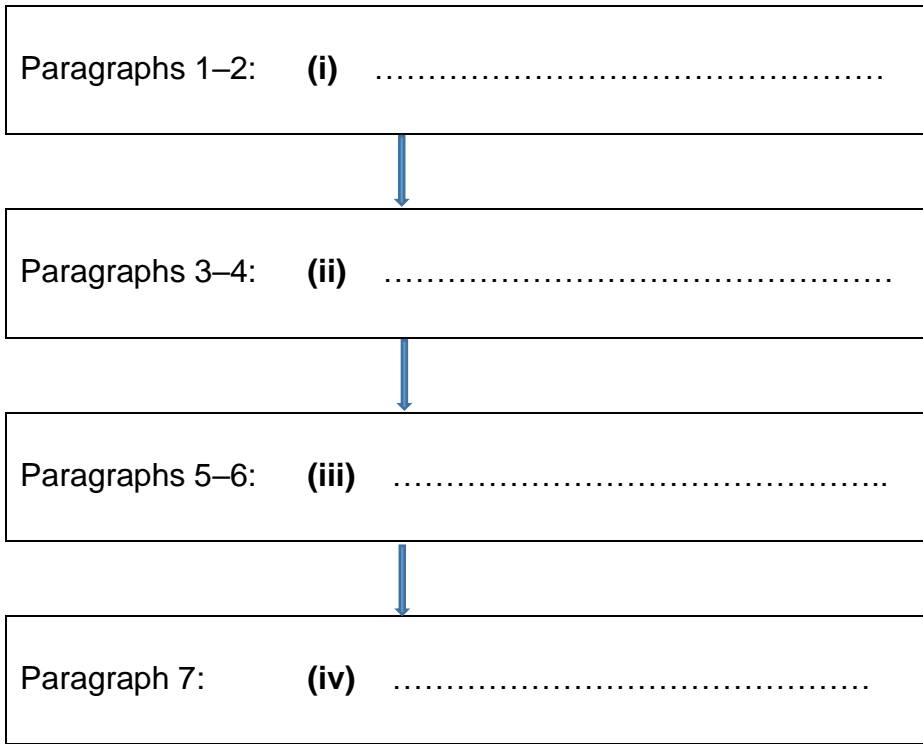 Paragraphs 1–2: (i) ……………………………………………
Paragraphs 3–4: (ii) ……………………………………………
Paragraphs 5–6: (iii) …………………………………………..
Paragraph 7: (iv) …………………………………………